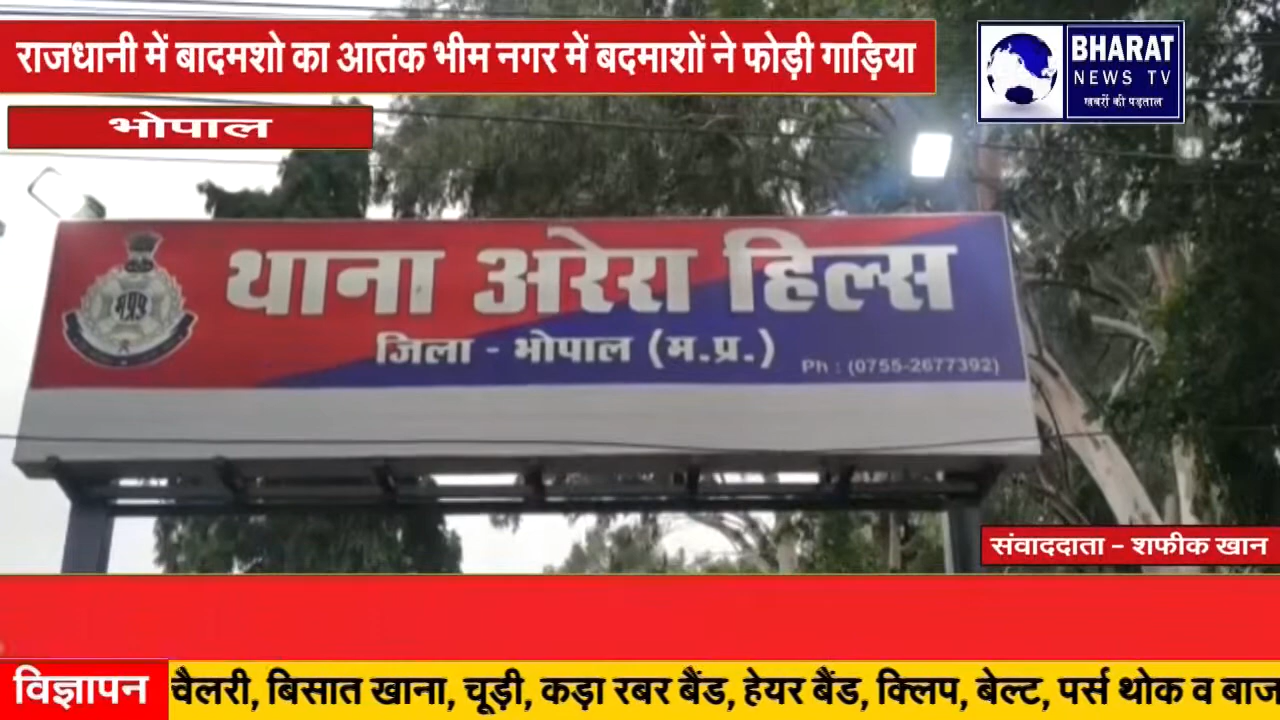 राजधानी में बादमशो का आतंक भीम नगर में बदमाशों ने फोड़ी गाड़िया
BHARAT
NEWS TV
खबरों की पड़ताल
भोपाल
थाना अरेरा हिल्स
जिला - भोपाल (म.प्र.)
Ph : (0755-2677392)
संवाददाता – शफीक खान
विज्ञापन
वैलरी, बिसात खाना, चूड़ी, कड़ा रबर बैंड, हेयर बैंड, क्लिप, बेल्ट, पर्स थोक व बाज